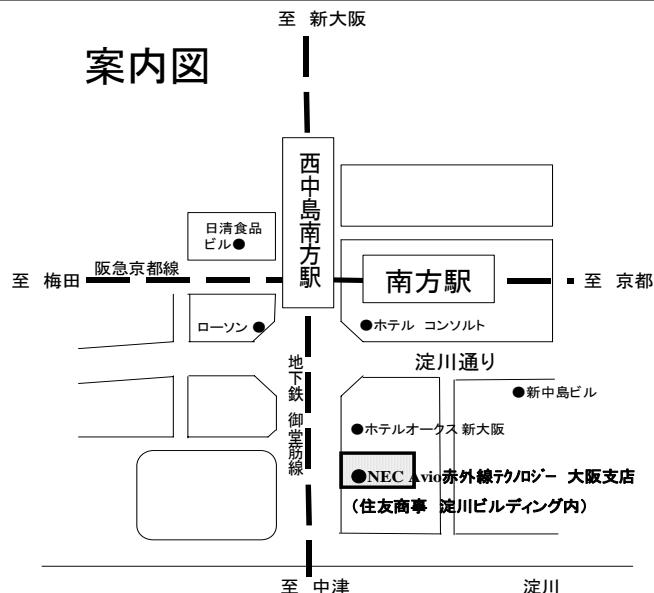 至 新大阪
案内図
西中島南方駅
日清食品
ビル●
至 梅田
阪急京都線
南方駅
至 京都
ローソン ●
●ホテル コンソルト
地下鉄 御堂筋線
淀川通り
●新中島ビル
●ホテルオークス 新大阪
●NEC Avio赤外線ﾃｸﾉﾛｼﾞｰ 大阪支店
（住友商事 淀川ビルディング内）
至 中津
淀川